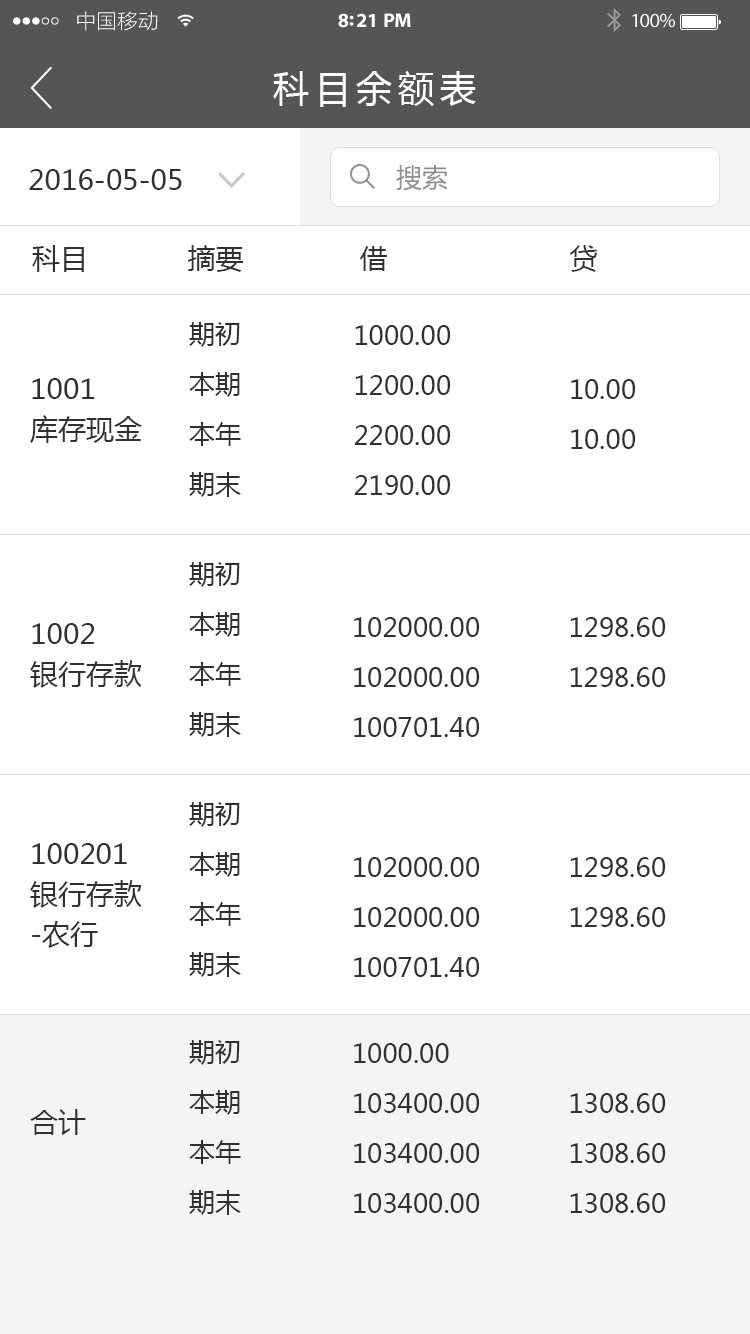 中国移动 8:21 PM 100%
科目余额表
2016-05-05 搜索
科目 摘要 借 贷
1001
库存现金
期初 1000.00
本期 1200.00 10.00
本年 2200.00 10.00
期末 2190.00
1002
银行存款
期初
本期 102000.00 1298.60
本年 102000.00 1298.60
期末 100701.40
100201
银行存款
-农行
期初
本期 102000.00 1298.60
本年 102000.00 1298.60
期末 100701.40
合计
期初 1000.00
本期 103400.00 1308.60
本年 103400.00 1308.60
期末 103400.00 1308.60